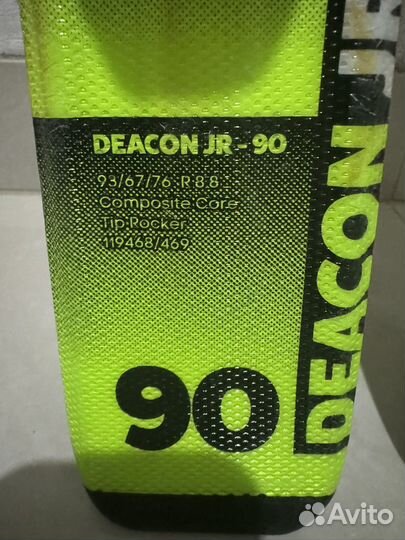 DEACON JR - 90
93/67/76 R 8.8
Composite Core
Tip Rocker
119468/469
90
DEACON JR
Avito